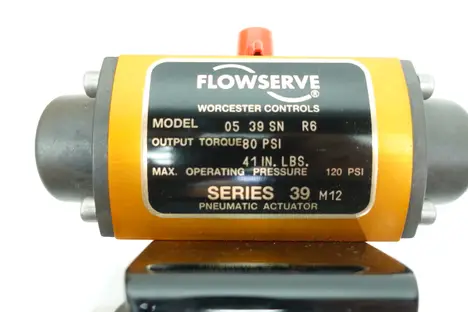 FLOWSERVE®
WORCESTER CONTROLS
MODEL 05 39 SN R6
OUTPUT TORQUE 80 PSI
41 IN. LBS.
MAX. OPERATING PRESSURE 120 PSI
SERIES 39 M12
PNEUMATIC ACTUATOR